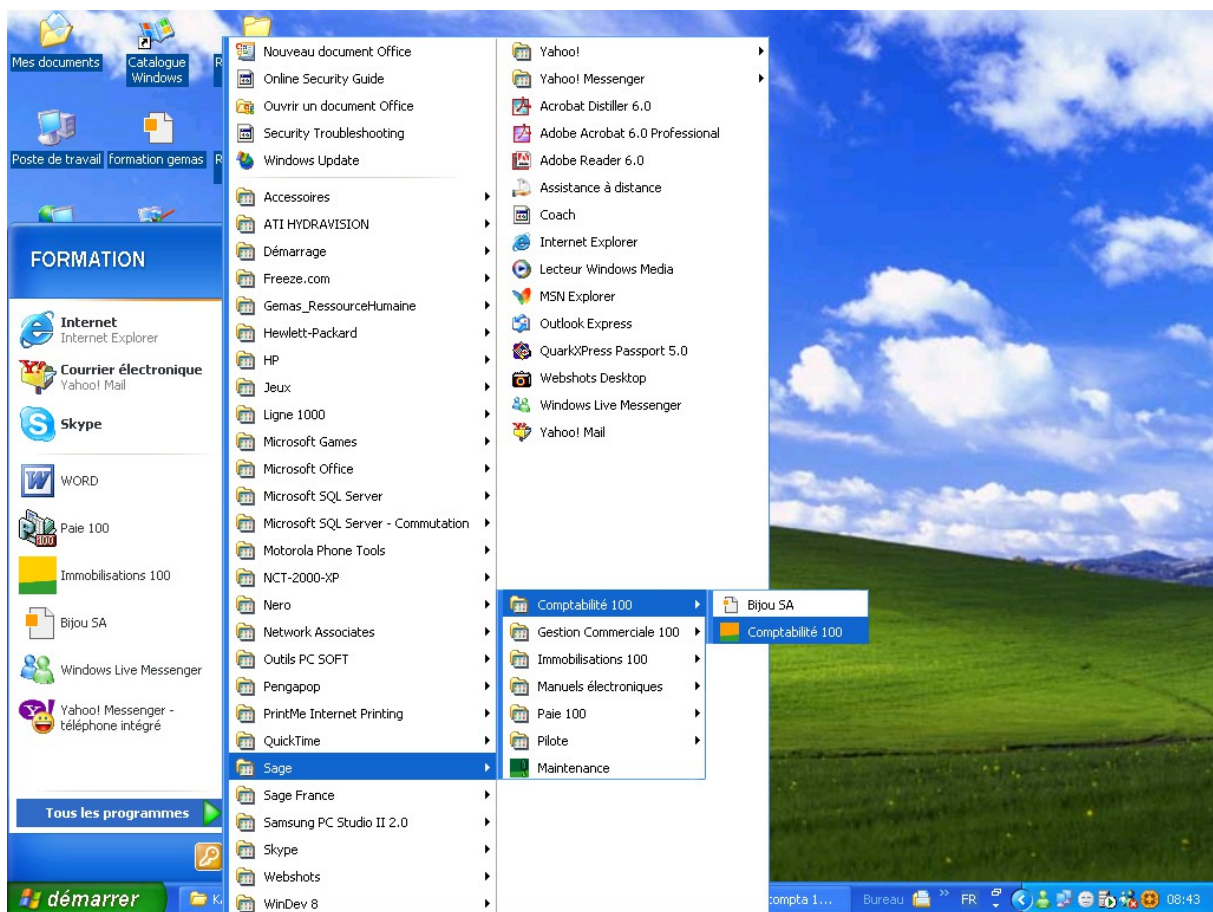 Mes documents
Catalogue
Windows
R
Poste de travail
formation gemas
R
FORMATION
Internet
Internet Explorer
Courrier électronique
Yahoo! Mail
Skype
WORD
Paie 100
Immobilisations 100
Bijou SA
Windows Live Messenger
Yahoo! Messenger -
téléphone intégré
Tous les programmes
Nouveau document Office
Online Security Guide
Ouvrir un document Office
Security Troubleshooting
Windows Update
Accessoires
ATI HYDRAVISION
Démarrage
Freeze.com
Gemas_RessourceHumaine
Hewlett-Packard
HP
Jeux
Ligne 1000
Microsoft Games
Microsoft Office
Microsoft SQL Server
Microsoft SQL Server - Commutation
Motorola Phone Tools
NCT-2000-XP
Nero
Network Associates
Outils PC SOFT
Pengapop
PrintMe Internet Printing
QuickTime
Sage
Sage France
Samsung PC Studio II 2.0
Skype
Webshots
WinDev 8
Yahoo!
Yahoo! Messenger
Acrobat Distiller 6.0
Adobe Acrobat 6.0 Professional
Adobe Reader 6.0
Assistance à distance
Coach
Internet Explorer
Lecteur Windows Media
MSN Explorer
Outlook Express
QuarkXPress Passport 5.0
Webshots Desktop
Windows Live Messenger
Yahoo! Mail
Comptabilité 100
Gestion Commerciale 100
Immobilisations 100
Manuels électroniques
Paie 100
Pilote
Maintenance
Bijou SA
Comptabilité 100
démarrer
compta 1...
Bureau
»
FR
08:43